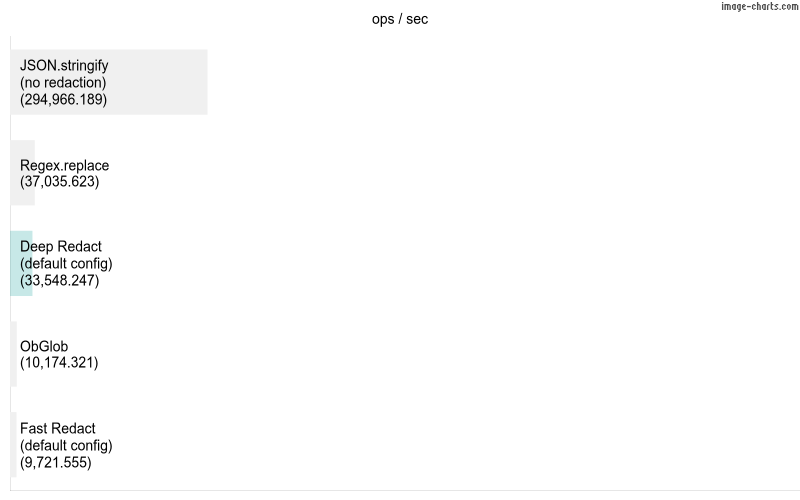 image-charts.com
ops / sec
JSON.stringify
(no redaction)
(294,966.189)
Regex.replace
(37,035.623)
Deep Redact
(default config)
(33,548.247)
ObGlob
(10,174.321)
Fast Redact
(default config)
(9,721.555)